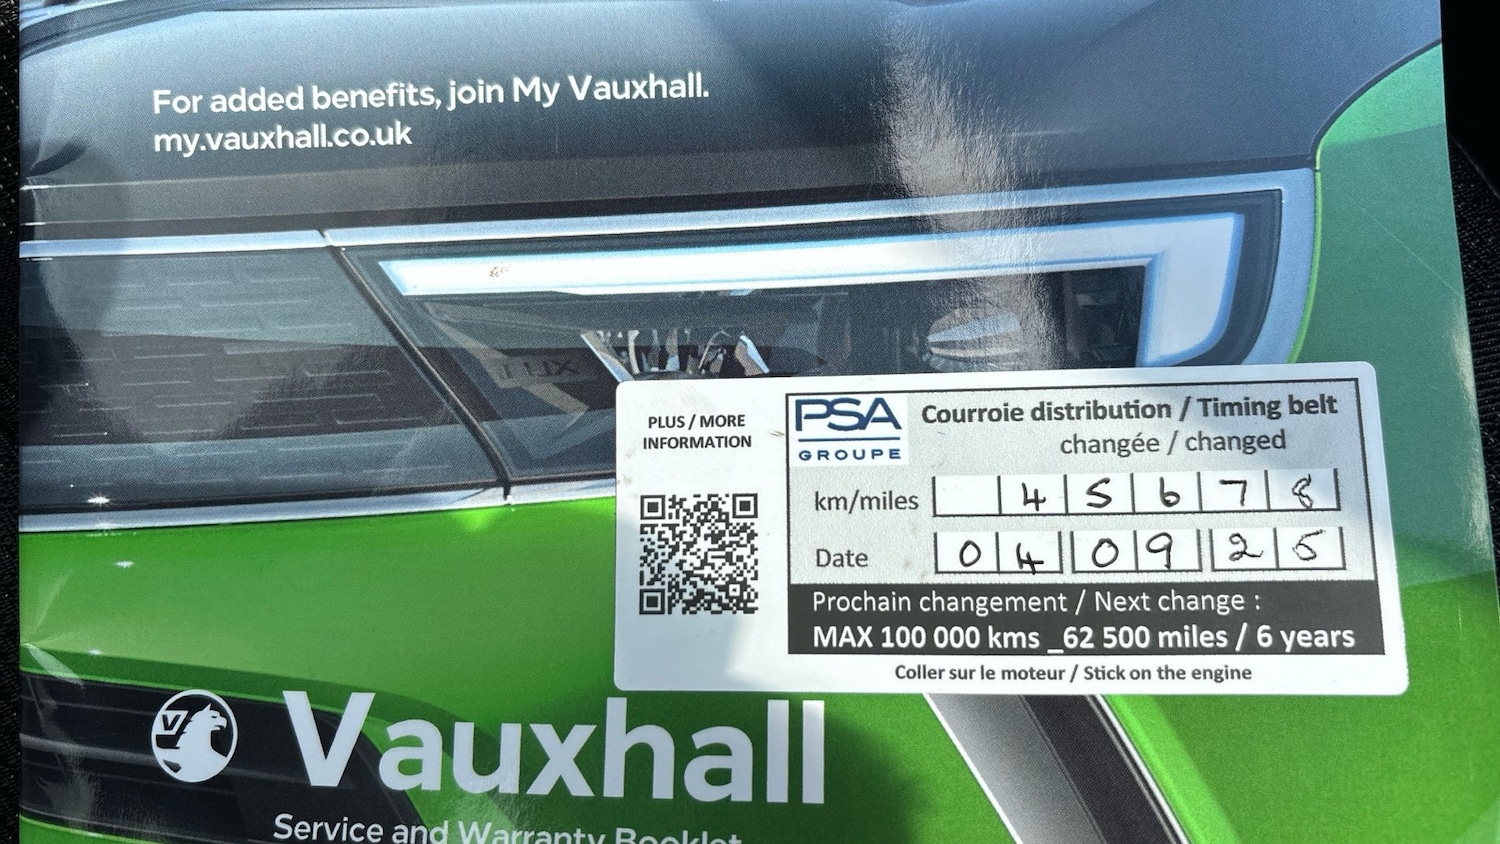 For added benefits, join My Vauxhall.
my.vauxhall.co.uk
PLUS / MORE
INFORMATION
PSA
GROUPE
Courroie distribution / Timing belt
changée / changed
km/miles 4 5 6 7 8
Date 0 4 0 9 2 5
Prochain changement / Next change :
MAX 100 000 kms _62 500 miles / 6 years
Coller sur le moteur / Stick on the engine
V
Vauxhall
Service and Warranty Booklet